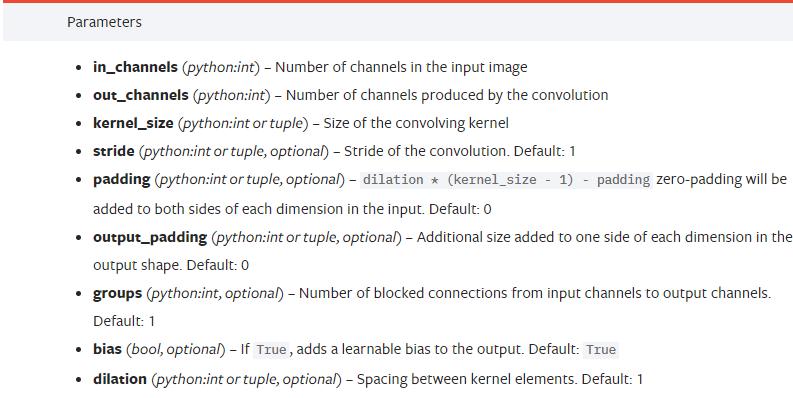 Parameters
• in_channels (python:int) – Number of channels in the input image
• out_channels (python:int) – Number of channels produced by the convolution
• kernel_size (python:int or tuple) – Size of the convolving kernel
• stride (python:int or tuple, optional) – Stride of the convolution. Default: 1
• padding (python:int or tuple, optional) – dilation * (kernel_size - 1) - padding zero-padding will be
added to both sides of each dimension in the input. Default: 0
• output_padding (python:int or tuple, optional) – Additional size added to one side of each dimension in the
output shape. Default: 0
• groups (python:int, optional) – Number of blocked connections from input channels to output channels.
Default: 1
• bias (bool, optional) – If True, adds a learnable bias to the output. Default: True
• dilation (python:int or tuple, optional) – Spacing between kernel elements. Default: 1